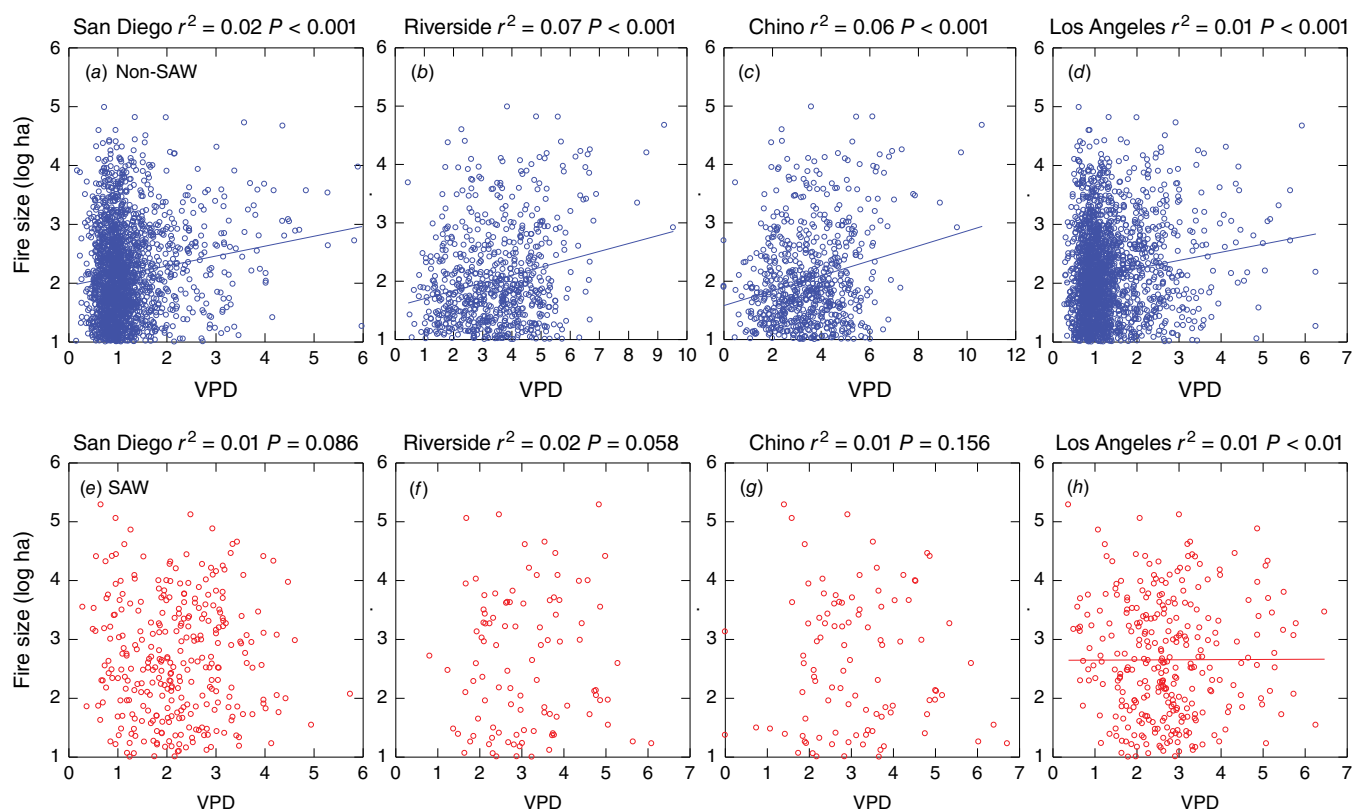 San Diego r² = 0.02 P < 0.001
Riverside r² = 0.07 P < 0.001
Chino r² = 0.06 P < 0.001
Los Angeles r² = 0.01 P < 0.001
(a) Non-SAW
(b)
(c)
(d)
Fire size (log ha)
6
5
4
3
2
1
0 1 2 3 4 5 6
0 1 2 3 4 5 6 7 8 9 10
0 2 4 6 8 10 12
0 1 2 3 4 5 6 7
VPD
VPD
VPD
VPD
San Diego r² = 0.01 P = 0.086
Riverside r² = 0.02 P = 0.058
Chino r² = 0.01 P = 0.156
Los Angeles r² = 0.01 P < 0.01
(e) SAW
(f)
(g)
(h)
Fire size (log ha)
6
5
4
3
2
1
0 1 2 3 4 5 6
0 1 2 3 4 5 6 7
0 1 2 3 4 5 6 7
0 1 2 3 4 5 6 7
VPD
VPD
VPD
VPD